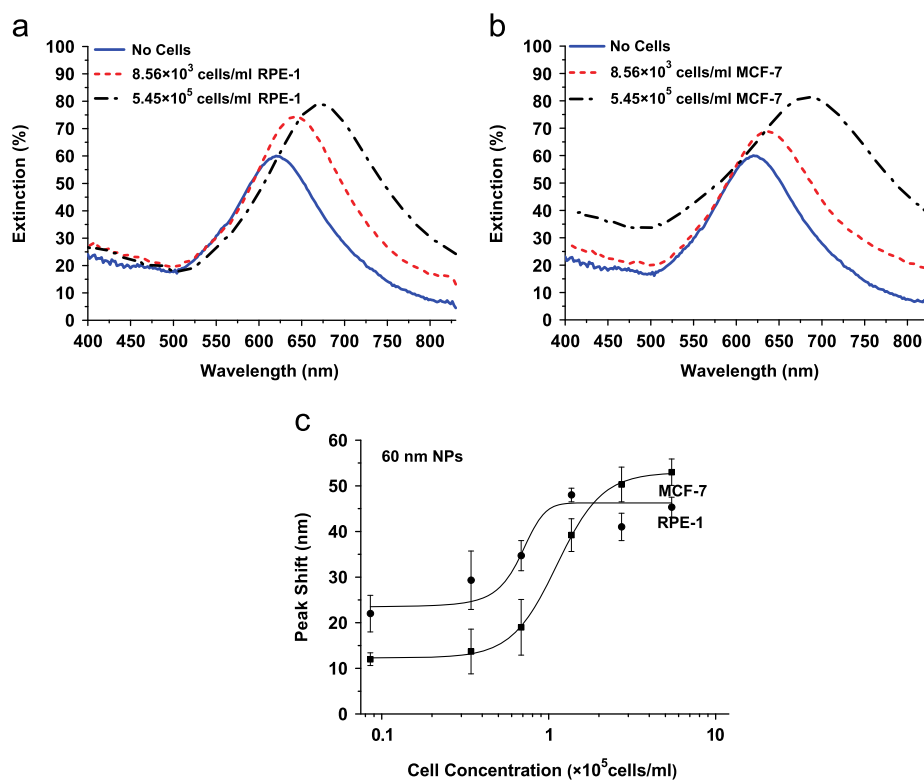 a
No Cells
8.56×10³ cells/ml RPE-1
5.45×10⁵ cells/ml RPE-1
Extinction (%)
100
90
80
70
60
50
40
30
20
10
0
400 450 500 550 600 650 700 750 800
Wavelength (nm)
b
No Cells
8.56×10³ cells/ml MCF-7
5.45×10⁵ cells/ml MCF-7
Extinction (%)
100
90
80
70
60
50
40
30
20
10
0
400 450 500 550 600 650 700 750 800
Wavelength (nm)
c
60 nm NPs
MCF-7
RPE-1
Peak Shift (nm)
60
50
40
30
20
10
0
0.1 1 10
Cell Concentration (×10⁵cells/ml)